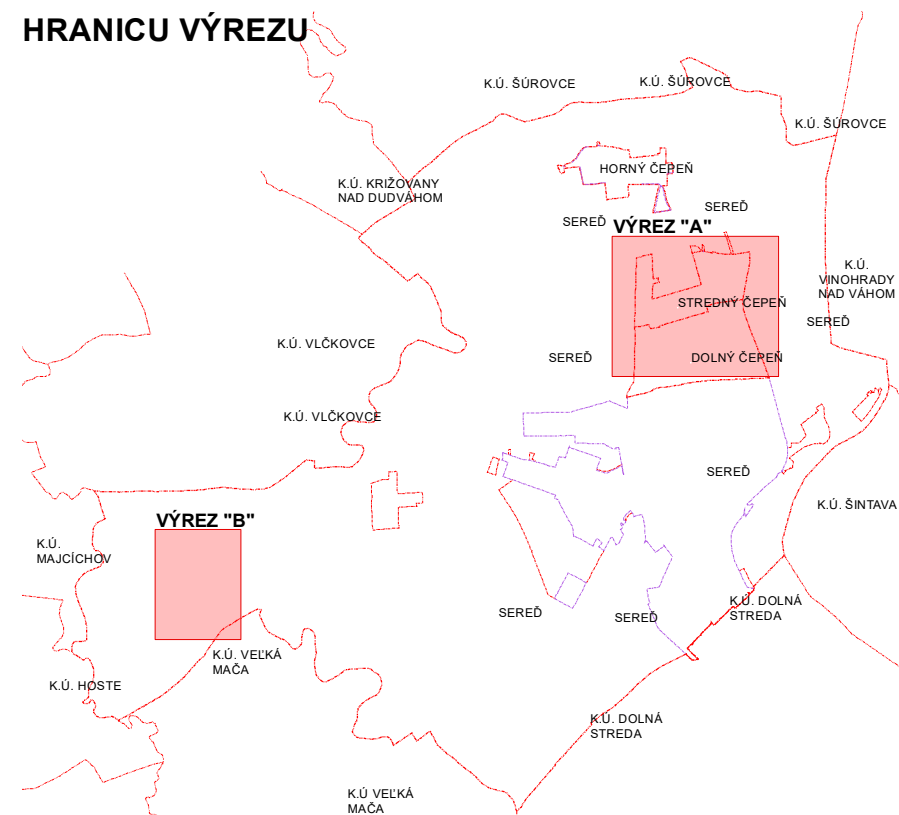 HRANICU VÝREZU
K.Ú. ŠÚROVCE
K.Ú. ŠÚROVCE
K.Ú. ŠÚROVCE
HORNÝ ČEPEŇ
K.Ú. KRIŽOVANY
NAD DUDVÁHOM
SEREĎ
SEREĎ
VÝREZ "A"
K.Ú.
VINOHRADY
NAD VÁHOM
STREDNÝ ČEPEŇ
SEREĎ
K.Ú. VLČKOVCE
SEREĎ
DOLNÝ ČEPEŇ
K.Ú. VLČKOVCE
SEREĎ
K.Ú. ŠINTAVA
VÝREZ "B"
K.Ú.
MAJCÍCHOV
K.Ú. DOLNÁ
STREDA
SEREĎ
SEREĎ
K.Ú. VEĽKÁ
MAČA
K.Ú. HOSTE
K.Ú. DOLNÁ
STREDA
K.Ú VEĽKÁ
MAČA